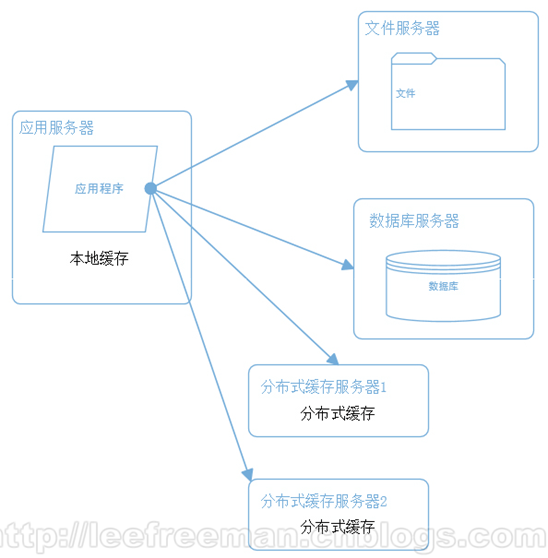 文件服务器
文件
应用服务器
应用程序
本地缓存
数据库服务器
数据库
分布式缓存服务器1
分布式缓存
分布式缓存服务器2
分布式缓存
http://leefreeman.cnblogs.com